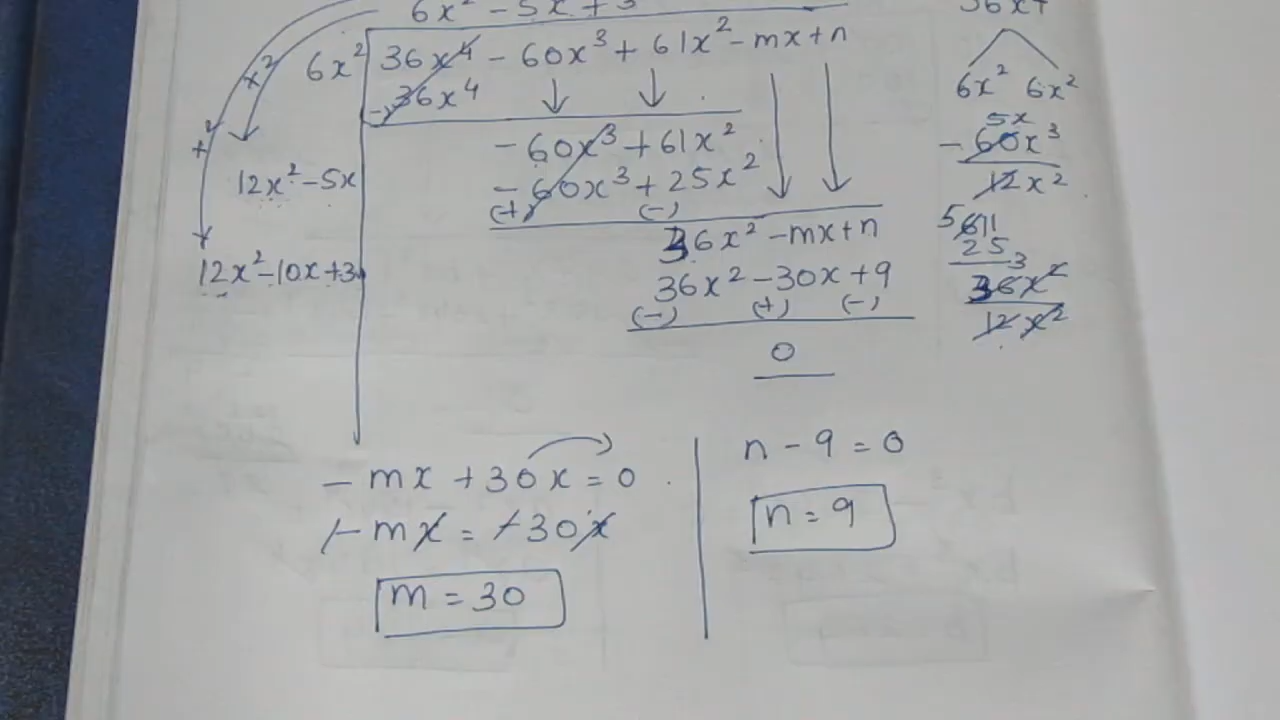 6x² - 5x + 3
6x² 36x⁴ - 60x³ + 61x² - mx + n
(-) 36x⁴
- 60x³ + 61x²
12x² - 5x - 60x³ + 25x²
(+) (-)
36x² - mx + n
12x² - 10x + 3 36x² - 30x + 9
(-) (+) (-)
0
36x⁴
6x² 6x²
5x
- 60x³
12x²
5 611
25
3
36x²
12x²
- mx + 30x = 0
- mx = - 30x
m = 30
n - 9 = 0
n = 9